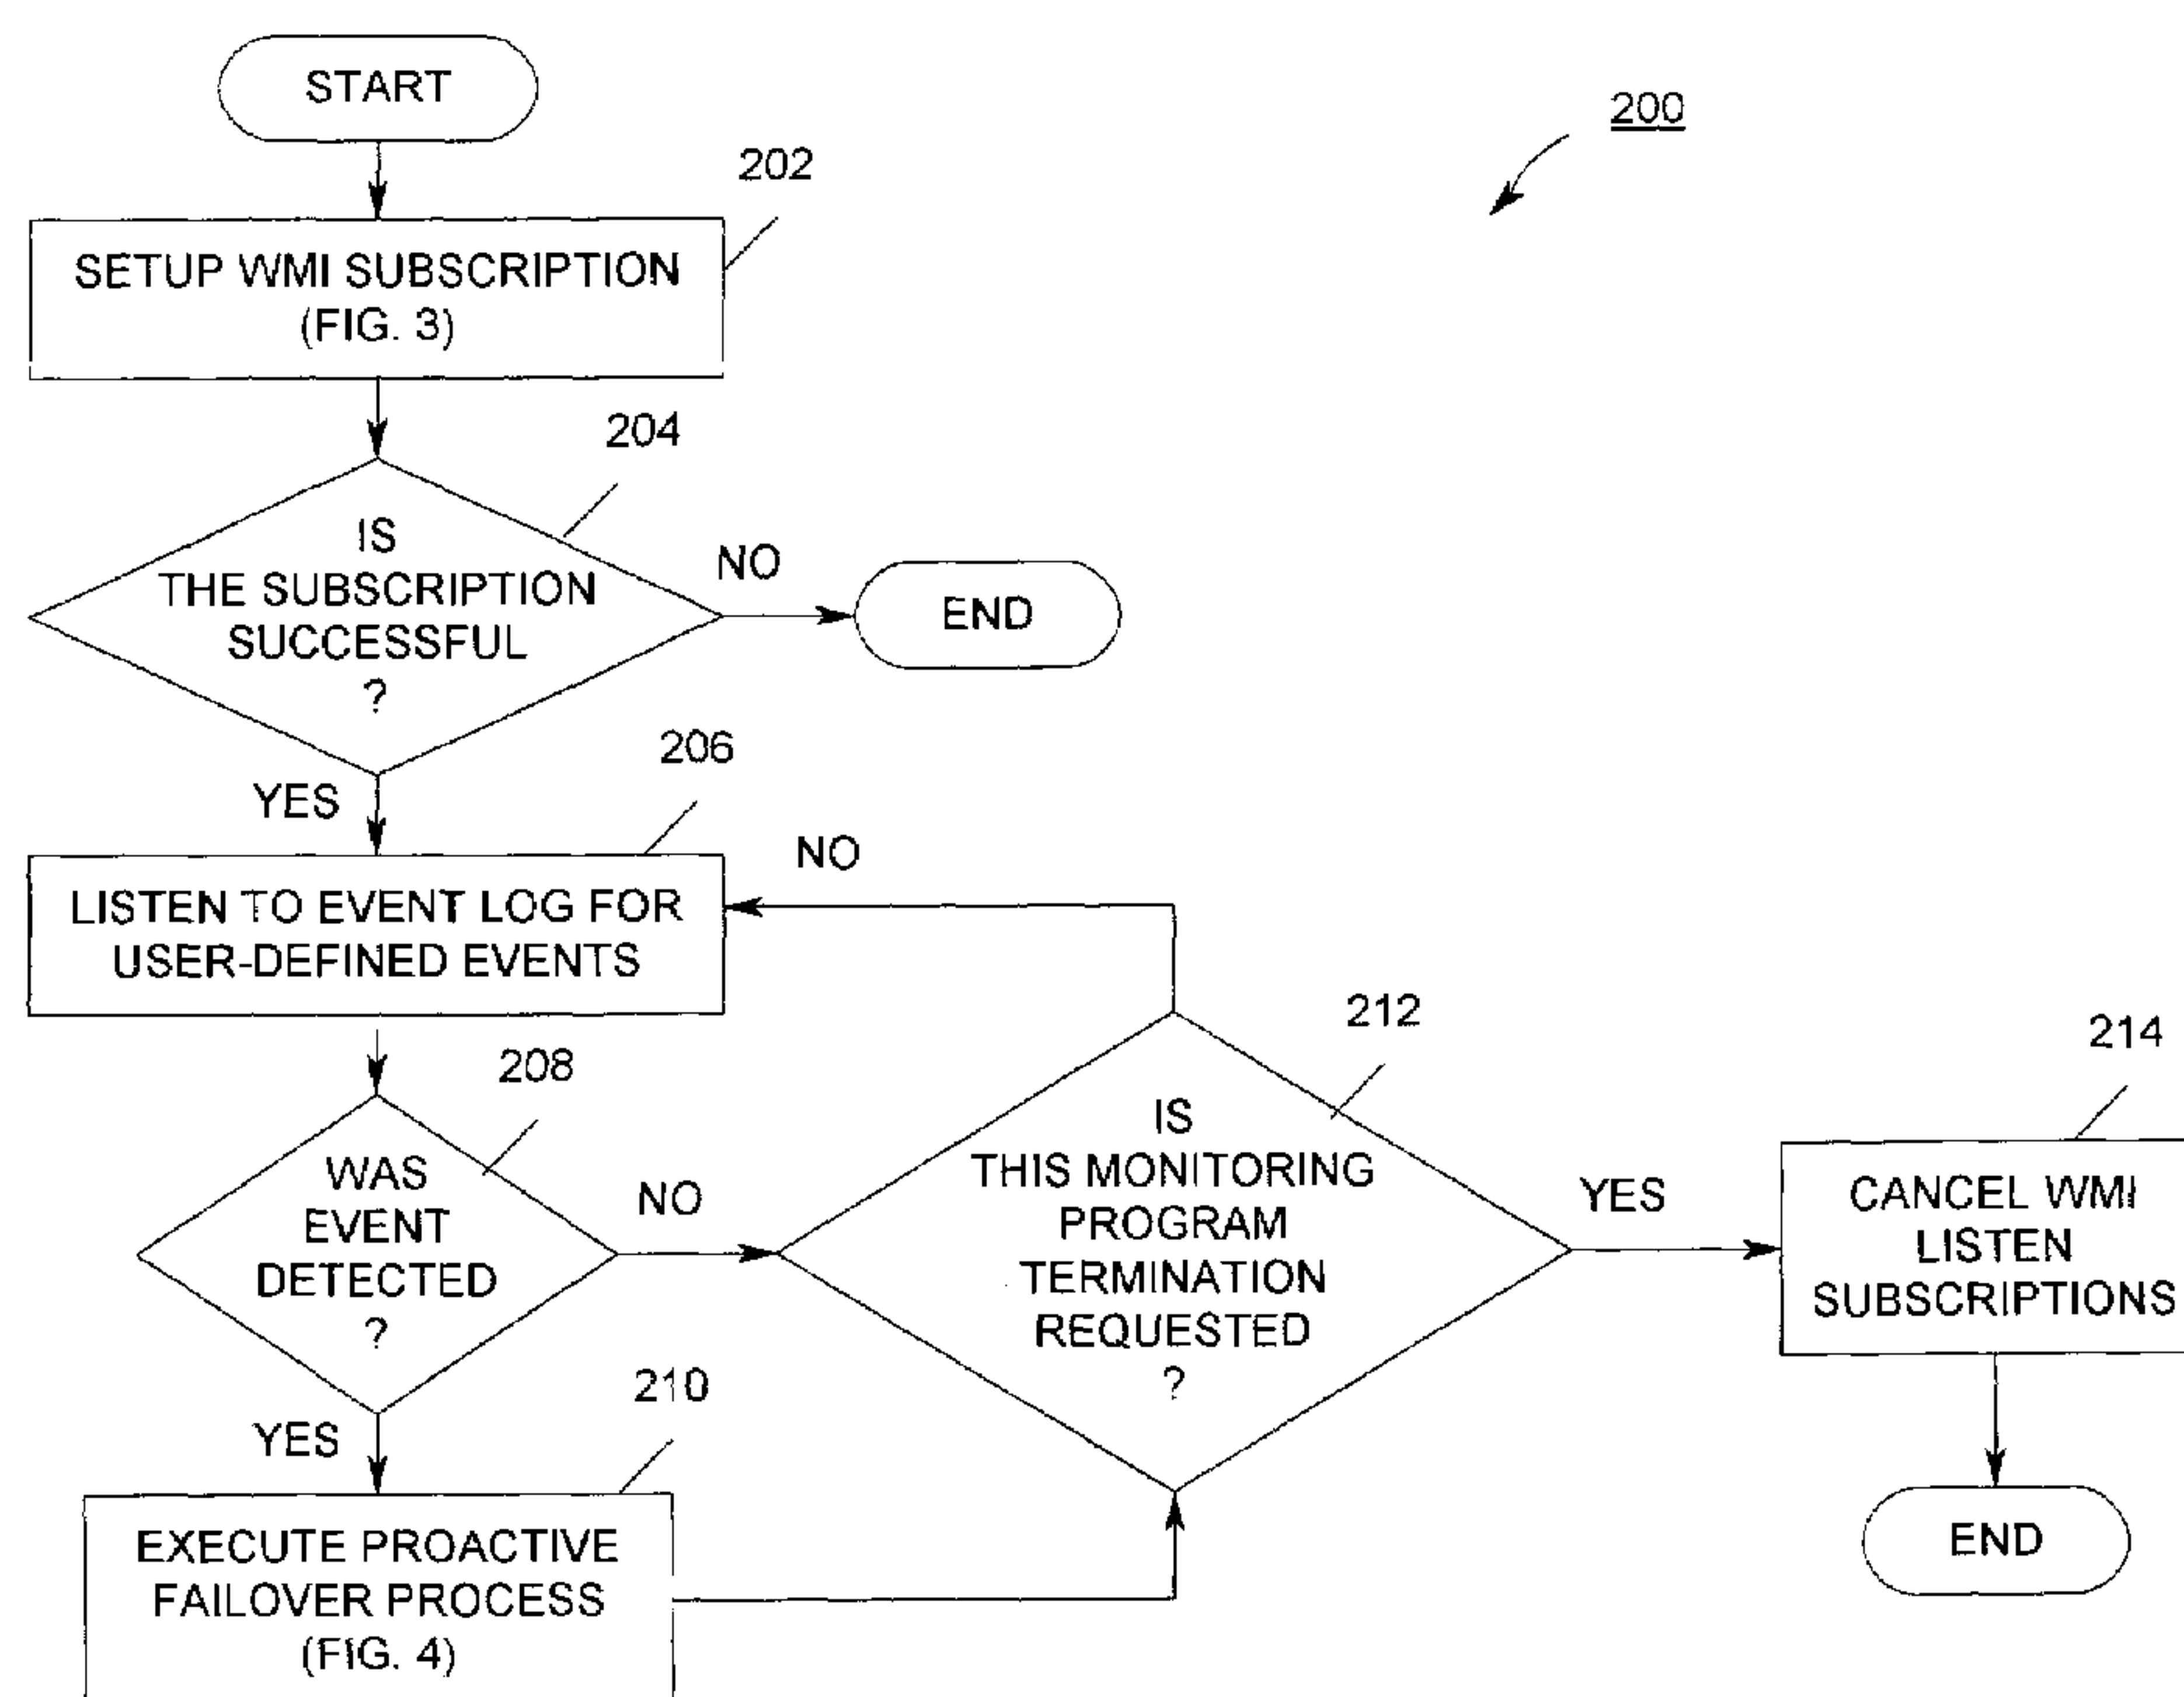 START
200
202
SETUP WMI SUBSCRIPTION
(FIG. 3)
204
IS
THE SUBSCRIPTION
SUCCESSFUL
?
NO
END
YES
206
LISTEN TO EVENT LOG FOR
USER-DEFINED EVENTS
NO
208
WAS
EVENT
DETECTED
?
NO
212
IS
THIS MONITORING
PROGRAM
TERMINATION
REQUESTED
?
YES
214
CANCEL WMI
LISTEN
SUBSCRIPTIONS
END
YES
210
EXECUTE PROACTIVE
FAILOVER PROCESS
(FIG. 4)